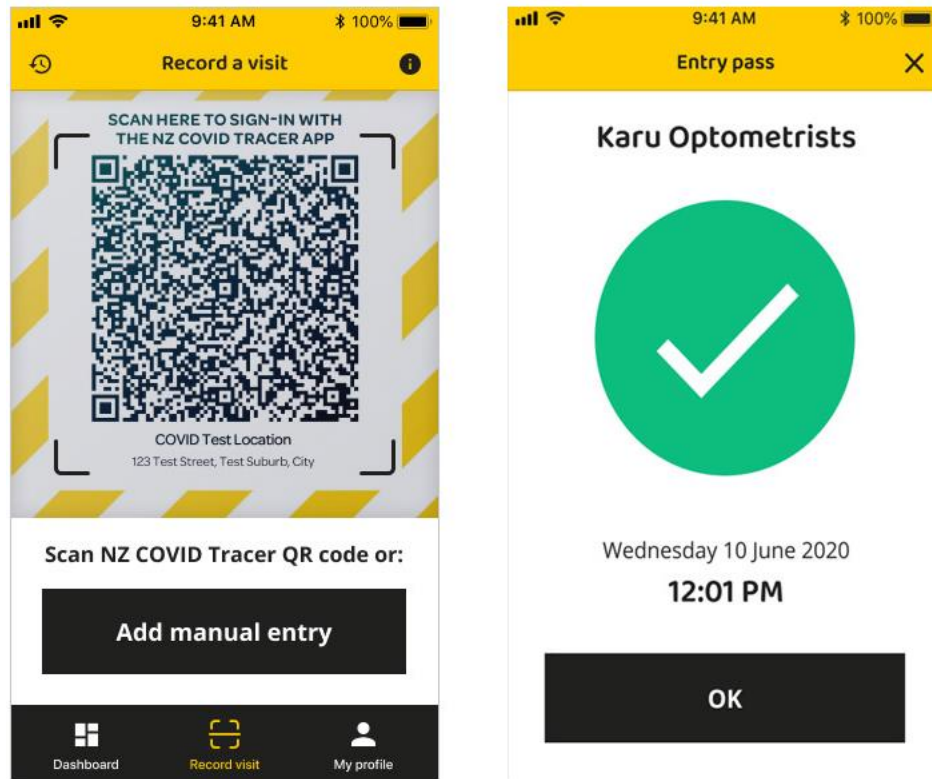 9:41 AM
100%
Record a visit
SCAN HERE TO SIGN-IN WITH
THE NZ COVID TRACER APP
COVID Test Location
123 Test Street, Test Suburb, City
Scan NZ COVID Tracer QR code or:
Add manual entry
Dashboard
Record visit
My profile
9:41 AM
100%
Entry pass
Karu Optometrists
Wednesday 10 June 2020
12:01 PM
OK